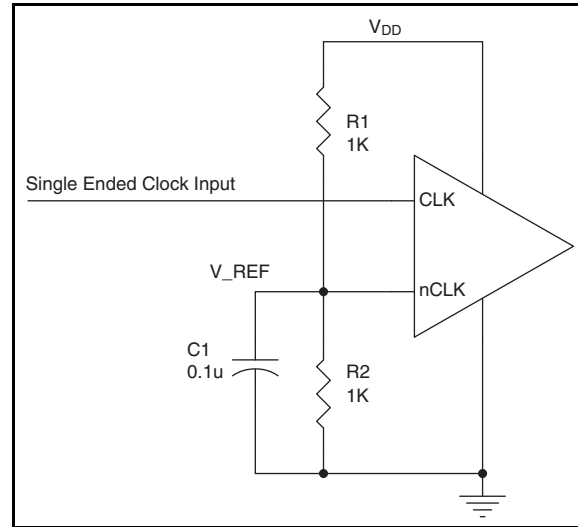 VDD
R1
1K
Single Ended Clock Input
CLK
V_REF
nCLK
C1
0.1u
R2
1K